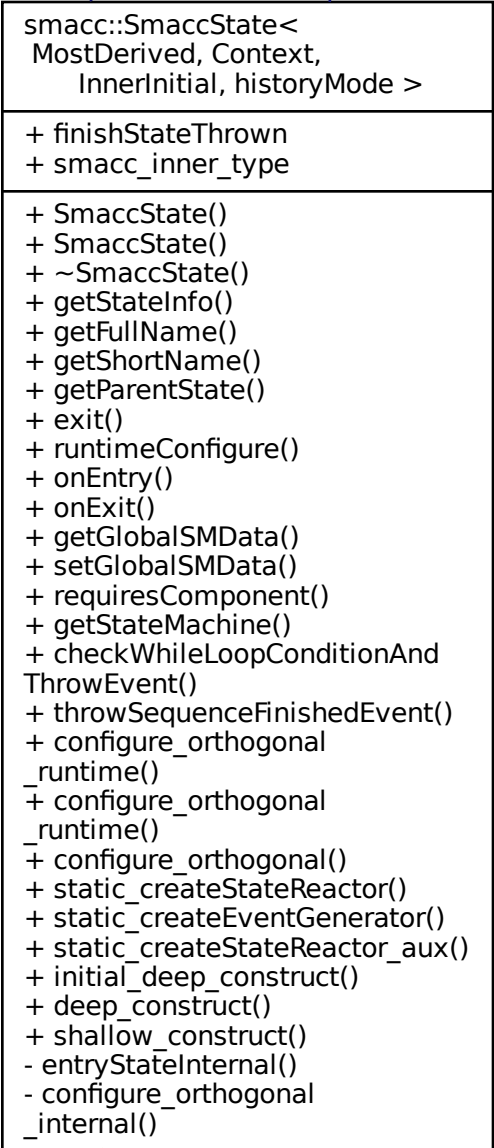 smacc::SmaccState<
MostDerived, Context,
InnerInitial, historyMode >
+ finishStateThrown
+ smacc_inner_type
+ SmaccState()
+ SmaccState()
+ ~SmaccState()
+ getStateInfo()
+ getFullName()
+ getShortName()
+ getParentState()
+ exit()
+ runtimeConfigure()
+ onEntry()
+ onExit()
+ getGlobalSMData()
+ setGlobalSMData()
+ requiresComponent()
+ getStateMachine()
+ checkWhileLoopConditionAnd
ThrowEvent()
+ throwSequenceFinishedEvent()
+ configure_orthogonal
_runtime()
+ configure_orthogonal
_runtime()
+ configure_orthogonal()
+ static_createStateReactor()
+ static_createEventGenerator()
+ static_createStateReactor_aux()
+ initial_deep_construct()
+ deep_construct()
+ shallow_construct()
- entryStateInternal()
- configure_orthogonal
_internal()